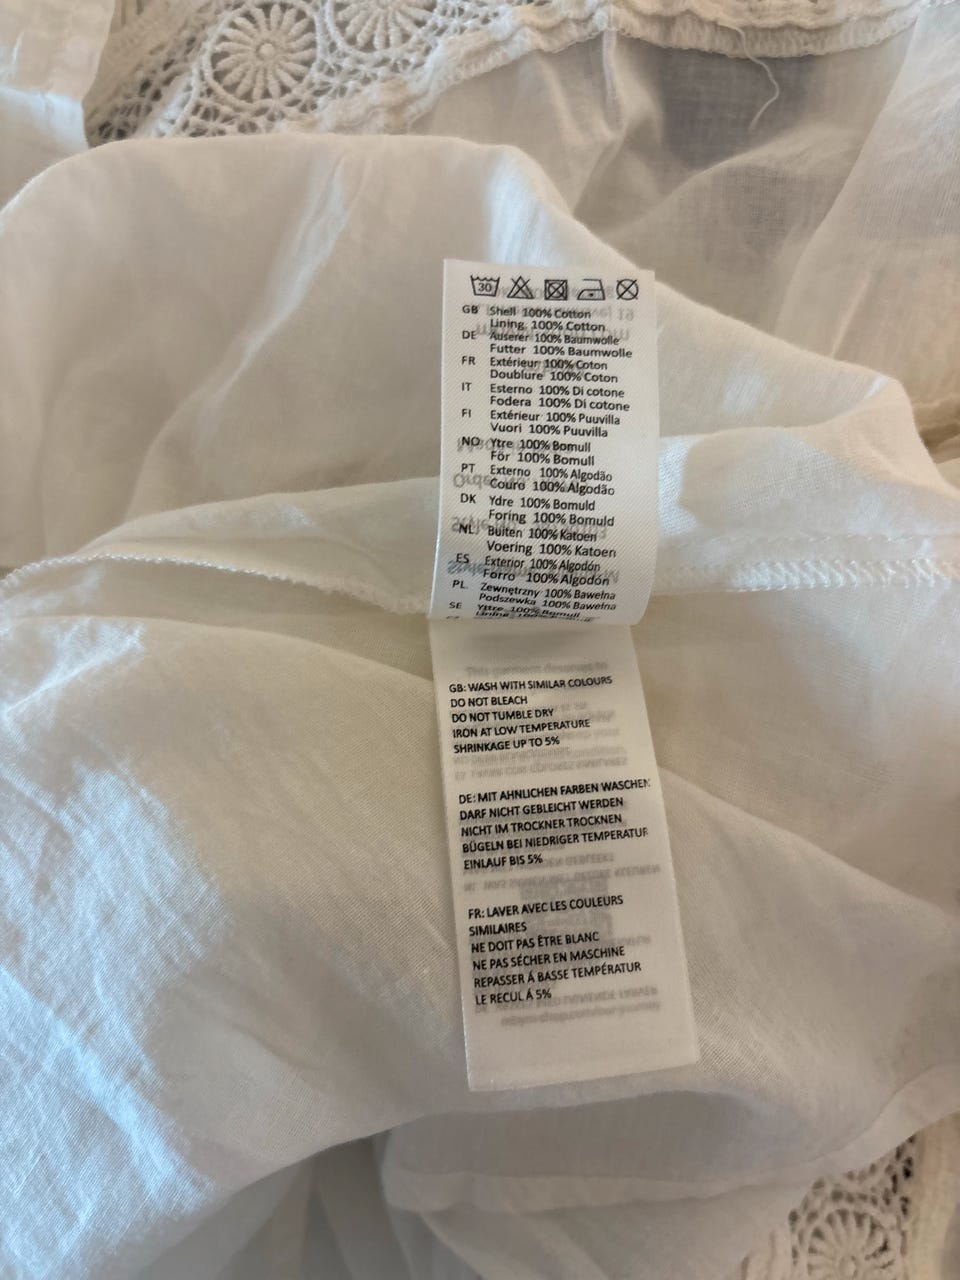 30
GB Shell 100% Cotton
Lining 100% Cotton
DE Äuserer 100% Baumwolle
Futter 100% Baumwolle
FR Extérieur 100% Coton
Doublure 100% Coton
IT Esterno 100% Di cotone
Fodera 100% Di cotone
FI Extérieur 100% Puuvilla
Vuori 100% Puuvilla
NO Ytre 100% Bomull
För 100% Bomull
PT Externo 100% Algodão
Couro 100% Algodão
DK Ydre 100% Bomuld
Foring 100% Bomuld
NL Buiten 100% Katoen
Voering 100% Katoen
ES Exterior 100% Algodón
Forro 100% Algodón
PL Zewnętrzny 100% Bawełna
Podszewka 100% Bawełna
SE Yttre 100% Bomull
GB: WASH WITH SIMILAR COLOURS
DO NOT BLEACH
DO NOT TUMBLE DRY
IRON AT LOW TEMPERATURE
SHRINKAGE UP TO 5%
DE: MIT AHNLICHEN FARBEN WASCHEN
DARF NICHT GEBLEICHT WERDEN
NICHT IM TROCKNER TROCKNEN
BÜGELN BEI NIEDRIGER TEMPERATUR
EINLAUF BIS 5%
FR: LAVER AVEC LES COULEURS
SIMILAIRES
NE DOIT PAS ÊTRE BLANC
NE PAS SÉCHER EN MASCHINE
REPASSER Á BASSE TEMPÉRATUR
LE RECUL Á 5%